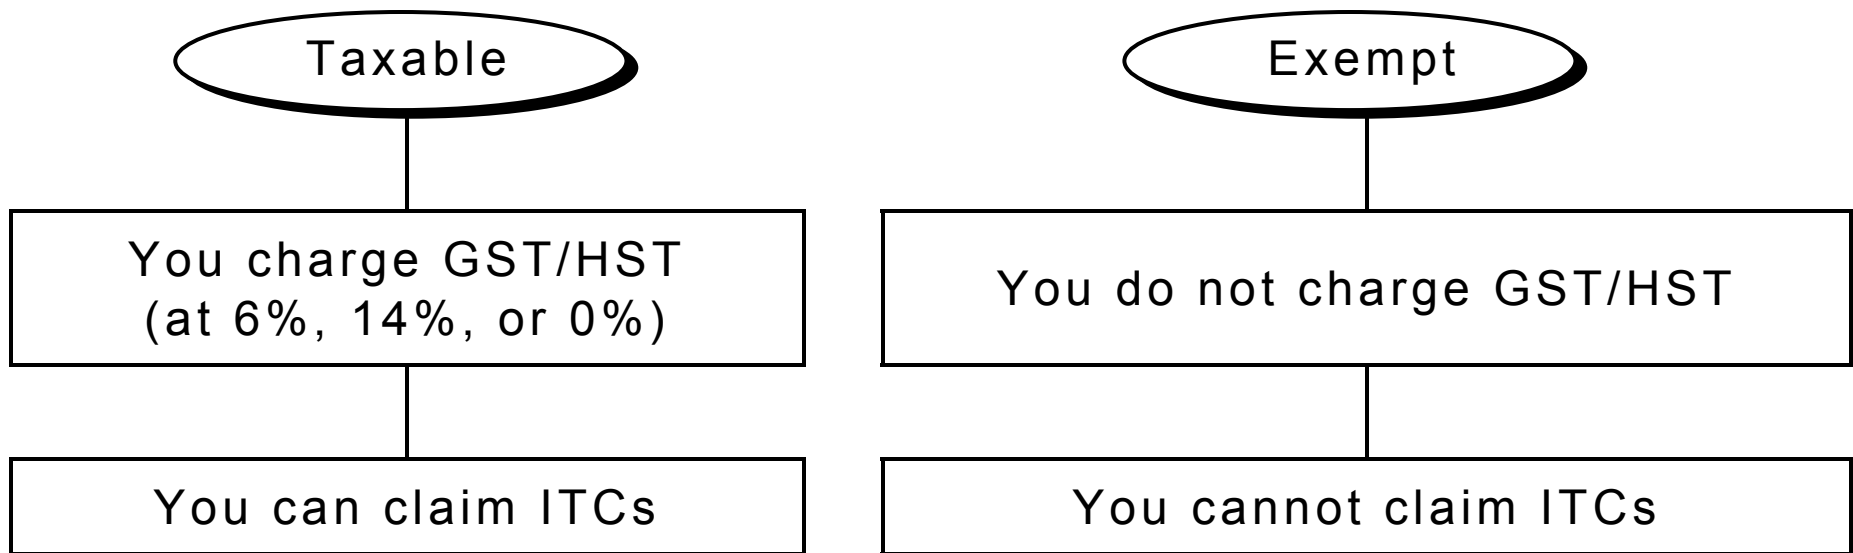 Taxable
You charge GST/HST
(at 6%, 14%, or 0%)
You can claim ITCs
Exempt
You do not charge GST/HST
You cannot claim ITCs